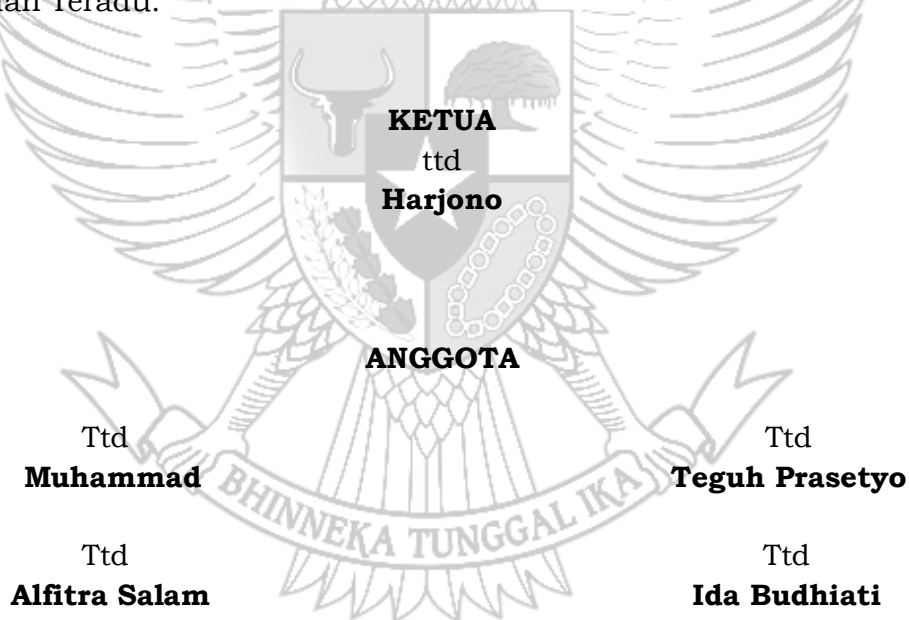 Teradu.
KETUA
ttd
Harjono
ANGGOTA
Ttd Ttd
Muhammad Teguh Prasetyo
BHINNEKA TUNGGAL IKA
Ttd Ttd
Alfitra Salam Ida Budhiati